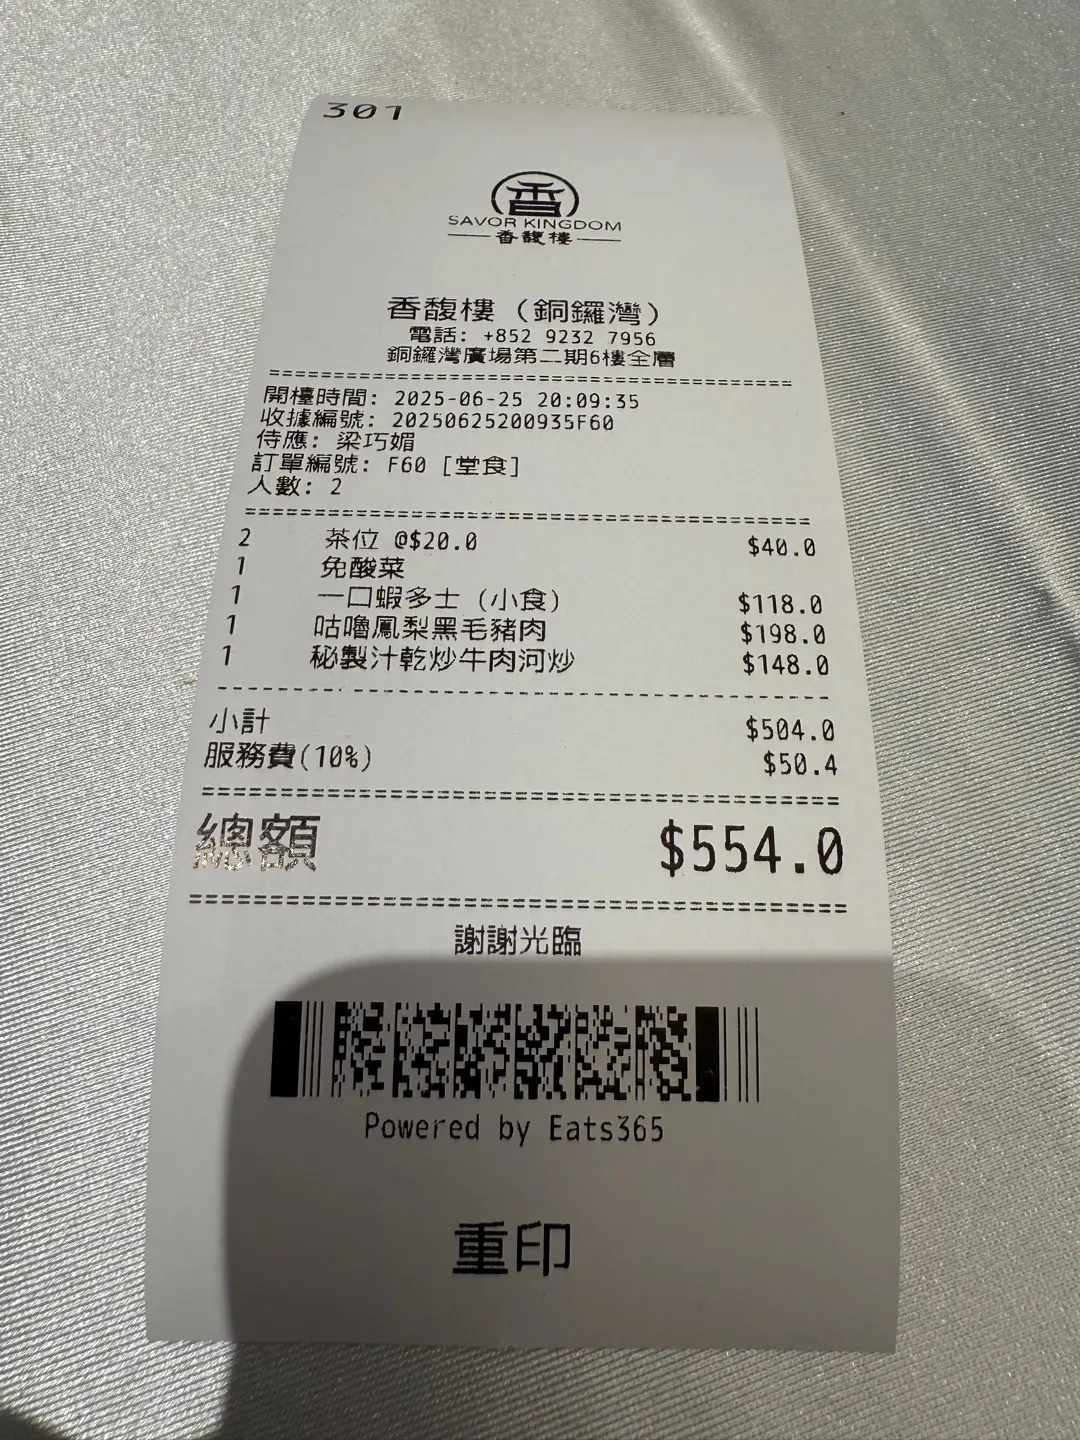 301
香
SAVOR KINGDOM
香馥樓
香馥樓 (銅鑼灣)
電話: +852 9232 7956
銅鑼灣廣場第二期6樓全層
開檯時間: 2025-06-25 20:09:35
收據編號: 20250625200935F60
侍應: 梁巧媚
訂單編號: F60 [堂食]
人數: 2
2 茶位 @$20.0 $40.0
1 免酸菜
1 一口蝦多士 (小食) $118.0
1 咕嚕鳳梨黑毛豬肉 $198.0
1 秘製汁乾炒牛肉河炒 $148.0
小計 $504.0
服務費(10%) $50.4
總額 $554.0
謝謝光臨
Powered by Eats365
重印